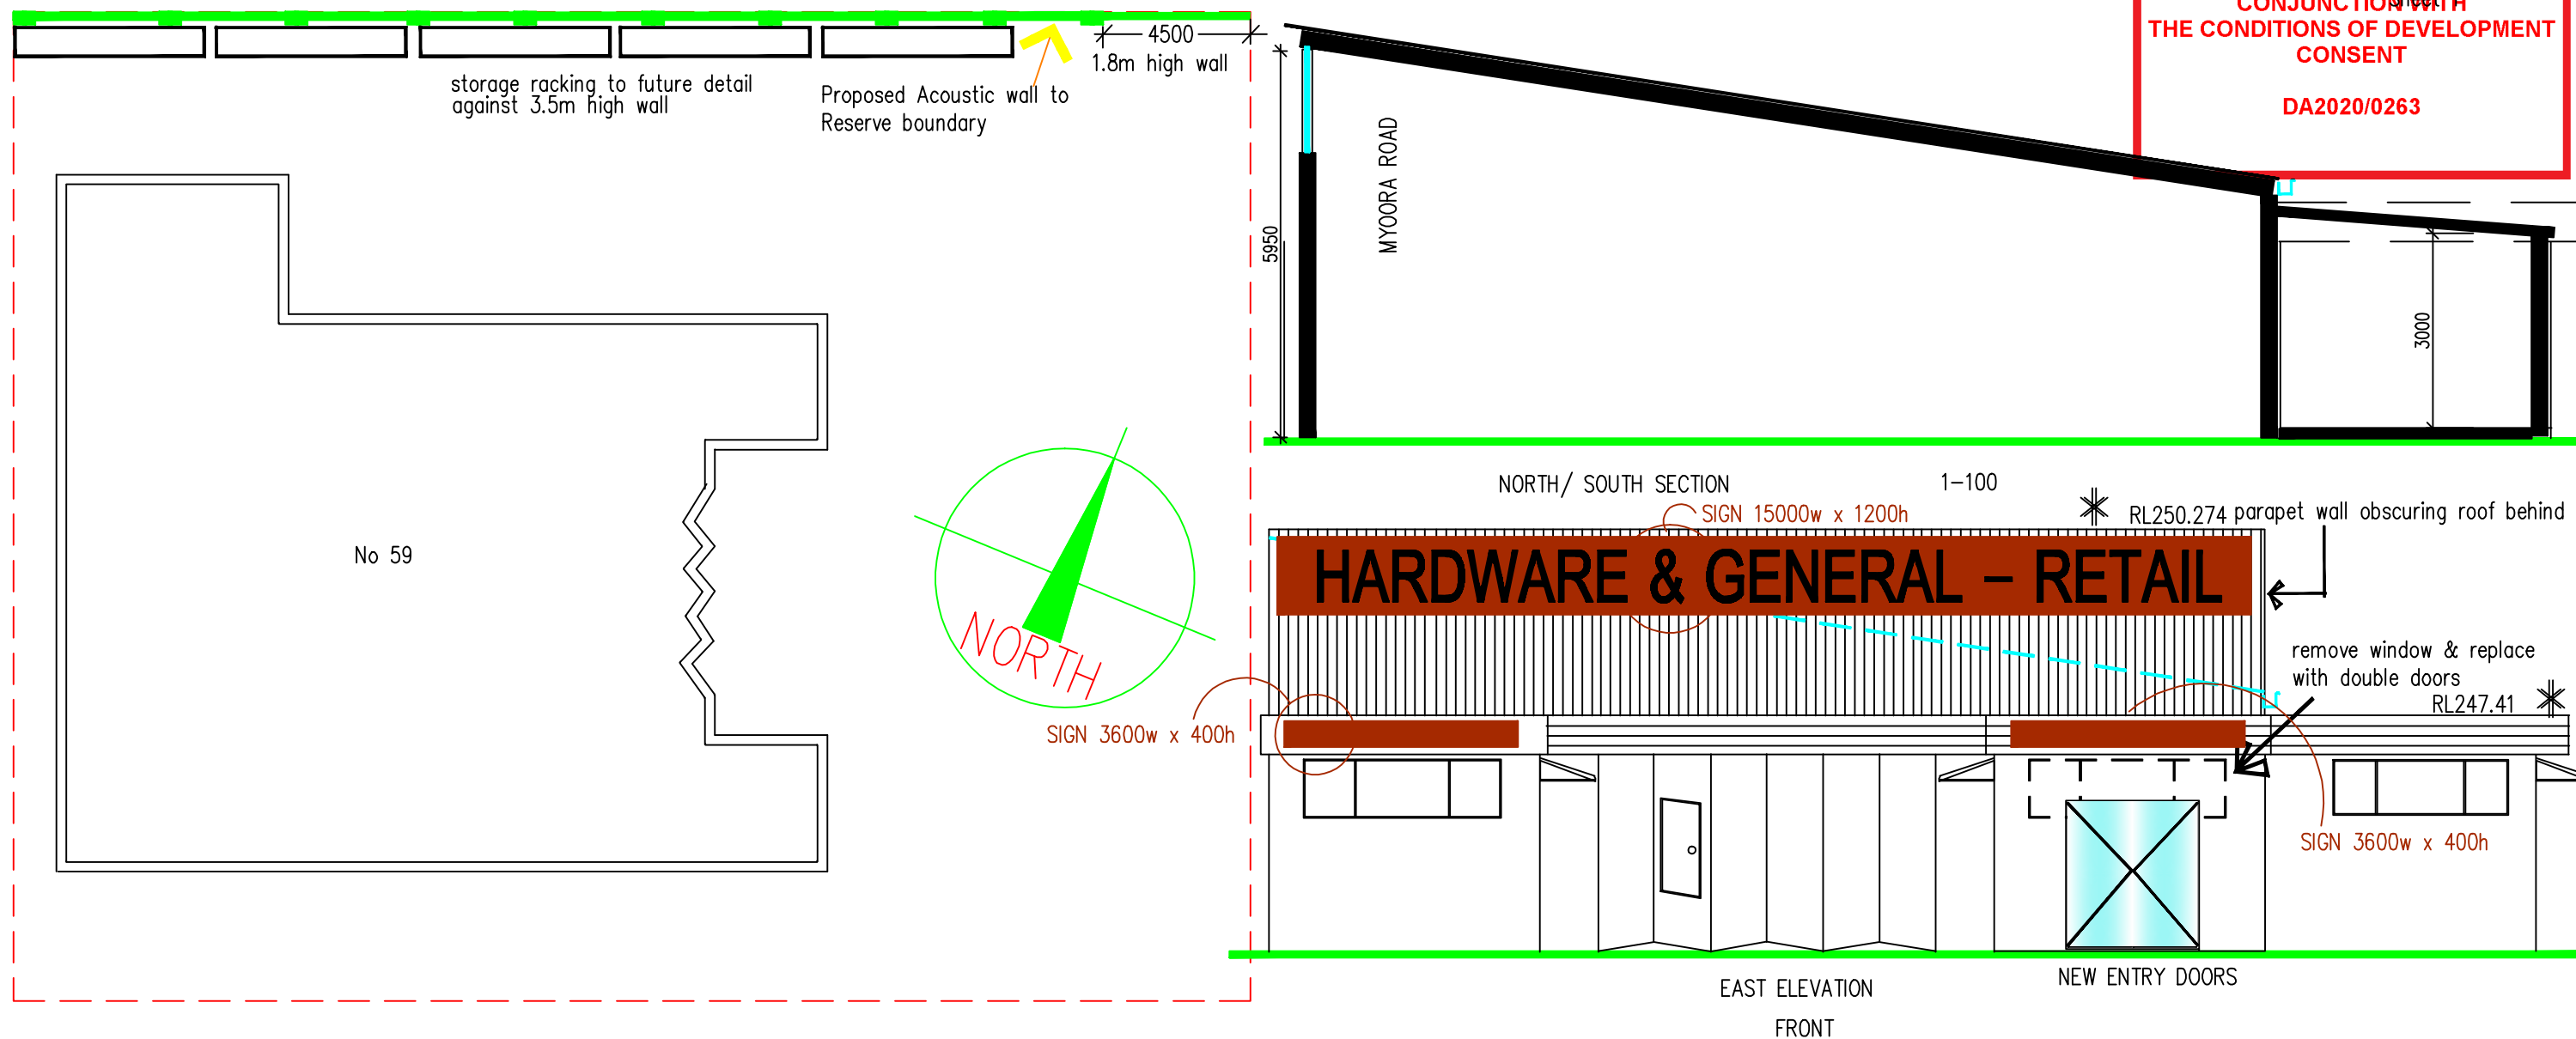 CONJUNCTION WITH
THE CONDITIONS OF DEVELOPMENT
CONSENT
DA2020/0263
4500
1.8m high wall
storage racking to future detail
against 3.5m high wall
Proposed Acoustic wall to
Reserve boundary
MYOORA ROAD
5950
3000
NORTH/ SOUTH SECTION
1-100
No 59
NORTH
SIGN 15000w x 1200h
RL250.274 parapet wall obscuring roof behind
HARDWARE & GENERAL - RETAIL
remove window & replace
with double doors
RL247.41
SIGN 3600w x 400h
SIGN 3600w x 400h
NEW ENTRY DOORS
EAST ELEVATION
FRONT